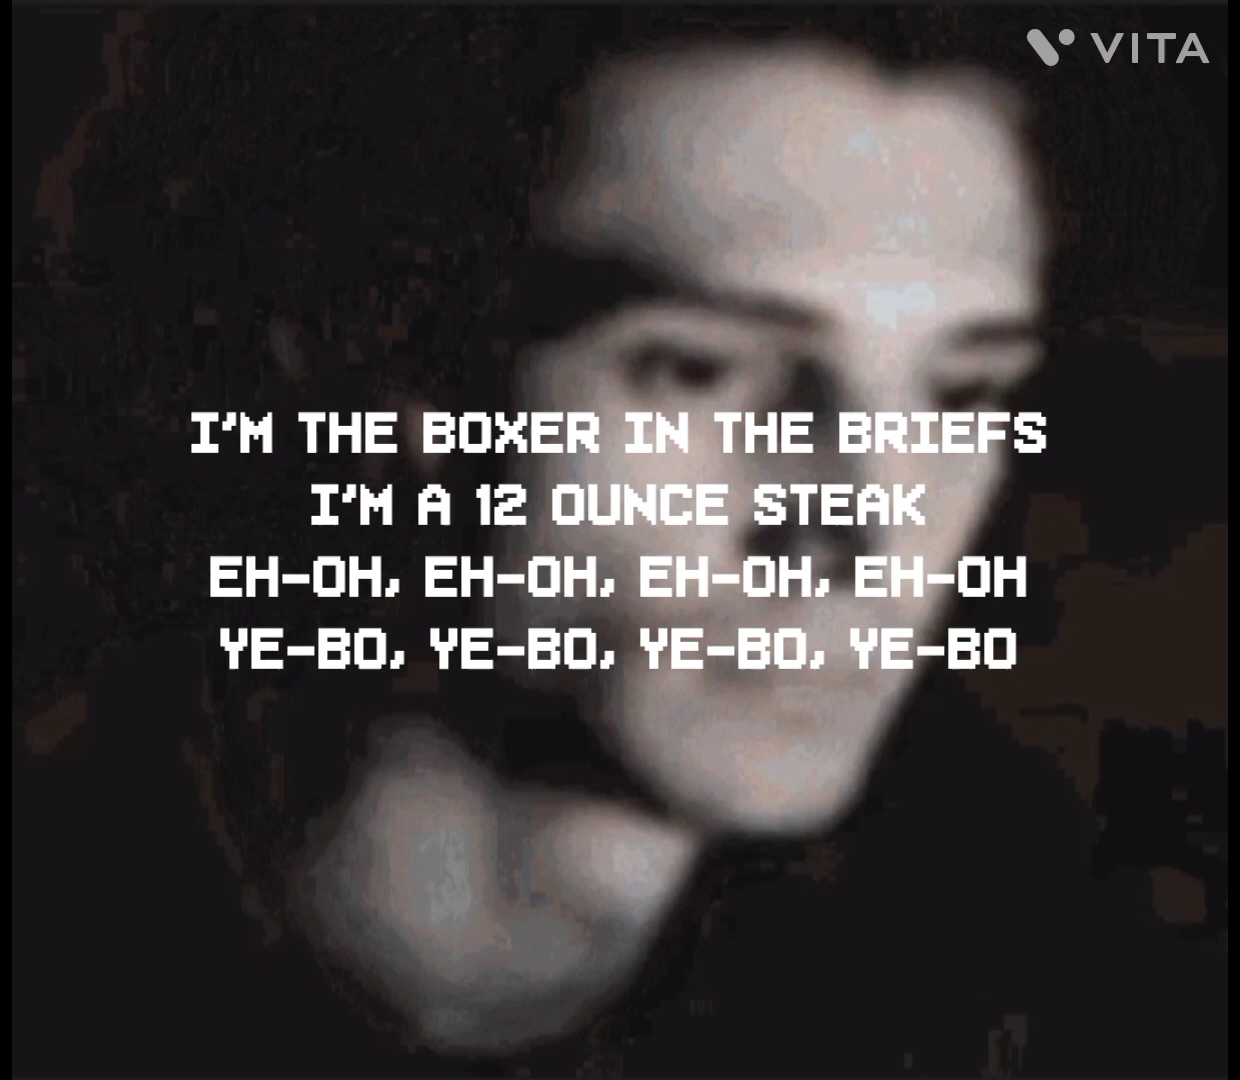 VITA
I'M THE BOXER IN THE BRIEFS
I'M A 12 OUNCE STEAK
EH-OH, EH-OH, EH-OH, EH-OH
YE-BO, YE-BO, YE-BO, YE-BO